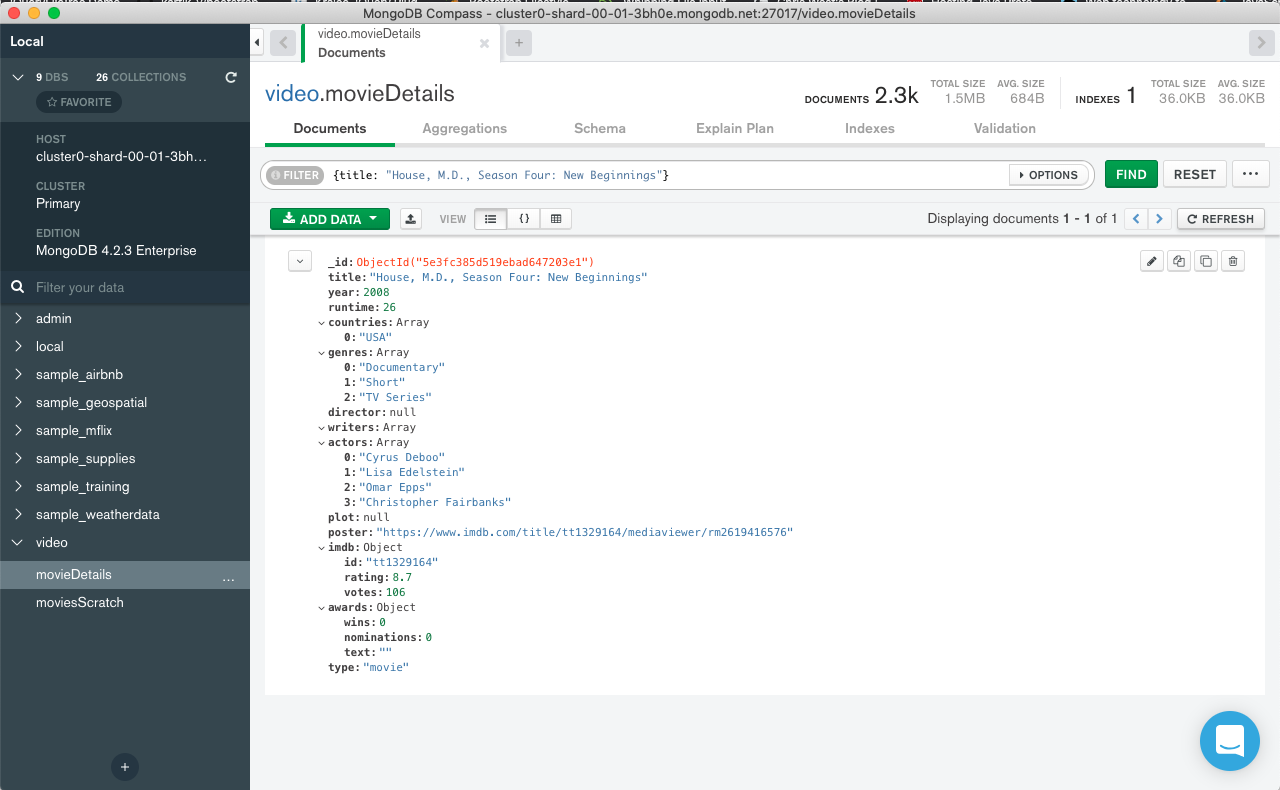 MongoDB Compass - cluster0-shard-00-01-3bh0e.mongodb.net:27017/video.movieDetails
Local
9 DBS 26 COLLECTIONS
FAVORITE
HOST
cluster0-shard-00-01-3bh...
CLUSTER
Primary
EDITION
MongoDB 4.2.3 Enterprise
Filter your data
admin
local
sample_airbnb
sample_geospatial
sample_mflix
sample_supplies
sample_training
sample_weatherdata
video
movieDetails ...
moviesScratch
+
video.movieDetails
Documents
+
video.movieDetails
DOCUMENTS 2.3k
TOTAL SIZE
1.5MB
AVG. SIZE
684B
INDEXES 1
TOTAL SIZE
36.0KB
AVG. SIZE
36.0KB
Documents Aggregations Schema Explain Plan Indexes Validation
FILTER {title: "House, M.D., Season Four: New Beginnings"} OPTIONS FIND RESET ...
ADD DATA VIEW {} Displaying documents 1 - 1 of 1 < > REFRESH
_id:ObjectId("5e3fc385d519ebad647203e1")
title:"House, M.D., Season Four: New Beginnings"
year:2008
runtime:26
countries:Array
0:"USA"
genres:Array
0:"Documentary"
1:"Short"
2:"TV Series"
director:null
writers:Array
actors:Array
0:"Cyrus Deboo"
1:"Lisa Edelstein"
2:"Omar Epps"
3:"Christopher Fairbanks"
plot:null
poster:"https://www.imdb.com/title/tt1329164/mediaviewer/rm2619416576"
imdb:Object
id:"tt1329164"
rating:8.7
votes:106
awards:Object
wins:0
nominations:0
text:""
type:"movie"